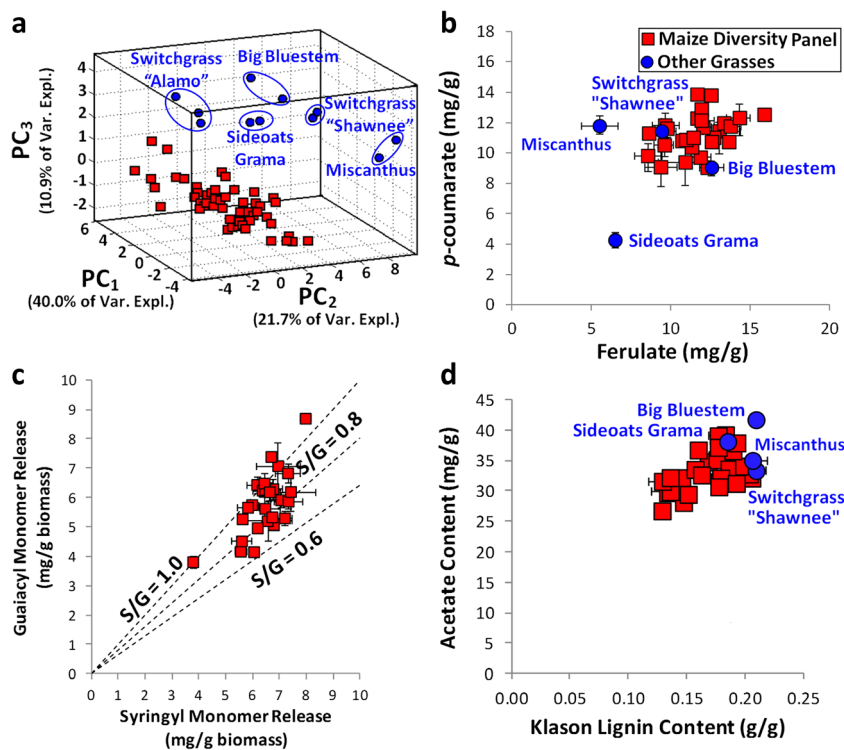 a
Switchgrass
"Alamo"
Big Bluestem
Switchgrass
"Shawnee"
Sideoats
Grama
Miscanthus
PC3
(10.9% of Var. Expl.)
4
3
2
1
0
-1
-2
6
4
2
0
-2
-4
PC1
(40.0% of Var. Expl.)
-4
-2
0
2
4
6
8
PC2
(21.7% of Var. Expl.)
b
Maize Diversity Panel
Other Grasses
Switchgrass
"Shawnee"
Miscanthus
Big Bluestem
Sideoats Grama
p-coumarate (mg/g)
18
16
14
12
10
8
6
4
2
0
0
5
10
15
20
Ferulate (mg/g)
c
Guaiacyl Monomer Release
(mg/g biomass)
10
9
8
7
6
5
4
3
2
1
0
S/G = 0.8
S/G = 1.0
S/G = 0.6
0
1
2
3
4
5
6
7
8
9
10
Syringyl Monomer Release
(mg/g biomass)
d
Acetate Content (mg/g)
45
40
35
30
25
20
15
10
5
0
Big Bluestem
Sideoats Grama
Miscanthus
Switchgrass
"Shawnee"
0.00
0.05
0.10
0.15
0.20
0.25
Klason Lignin Content (g/g)